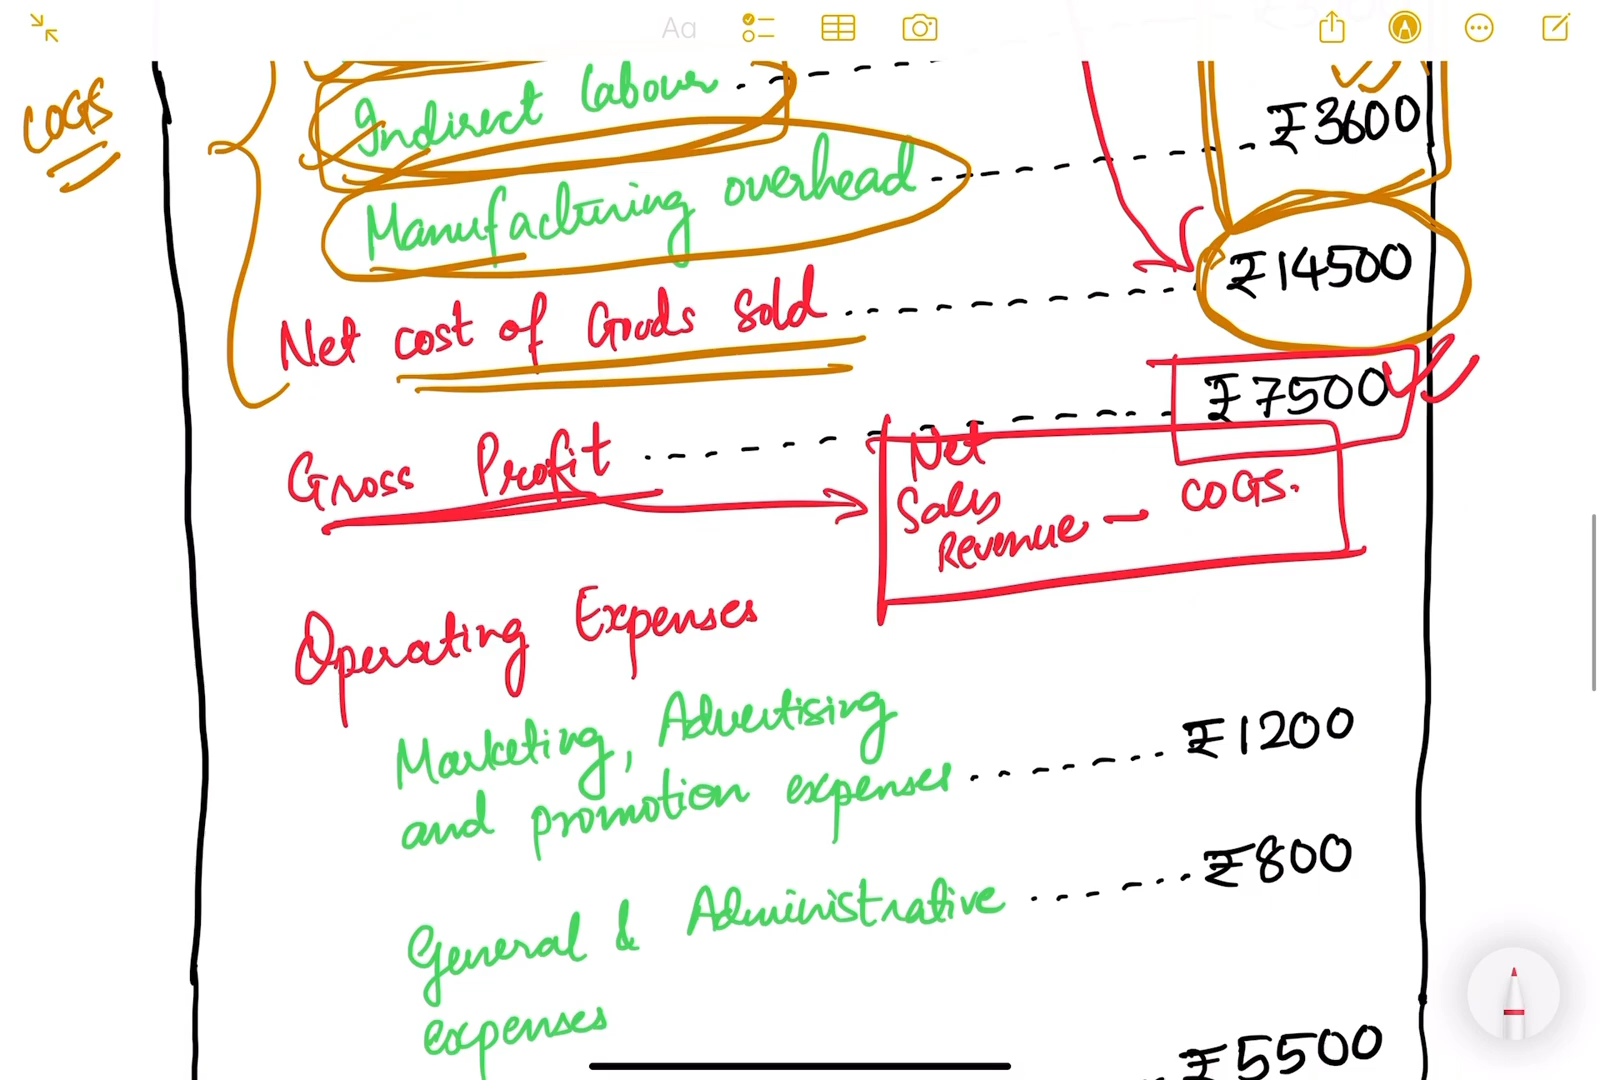 Aa
COGS
Indirect labour
₹3600
Manufacturing overhead
₹14500
Net cost of Goods Sold
₹7500
Gross Profit
Net
Sales
Revenue - COGS.
Operating Expenses
Marketing, Advertising
and promotion expenses
₹1200
General & Administrative
expenses
₹800
₹5500